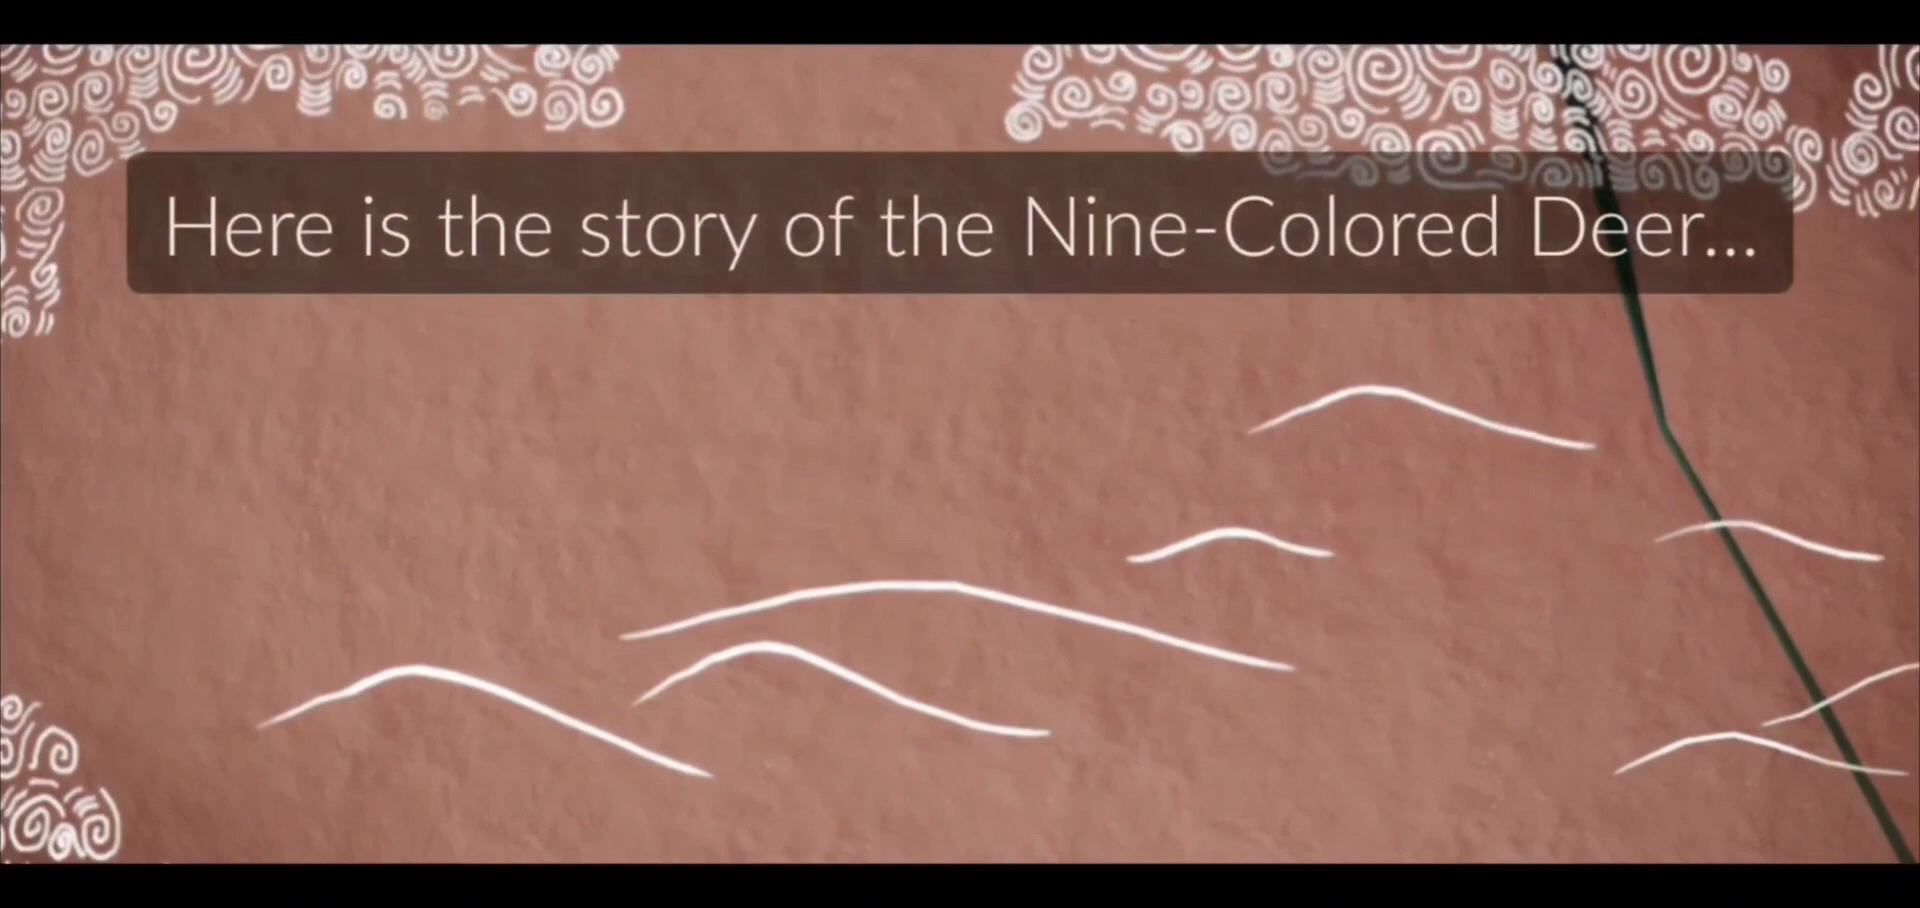 Here is the story of the Nine-Colored Deer...